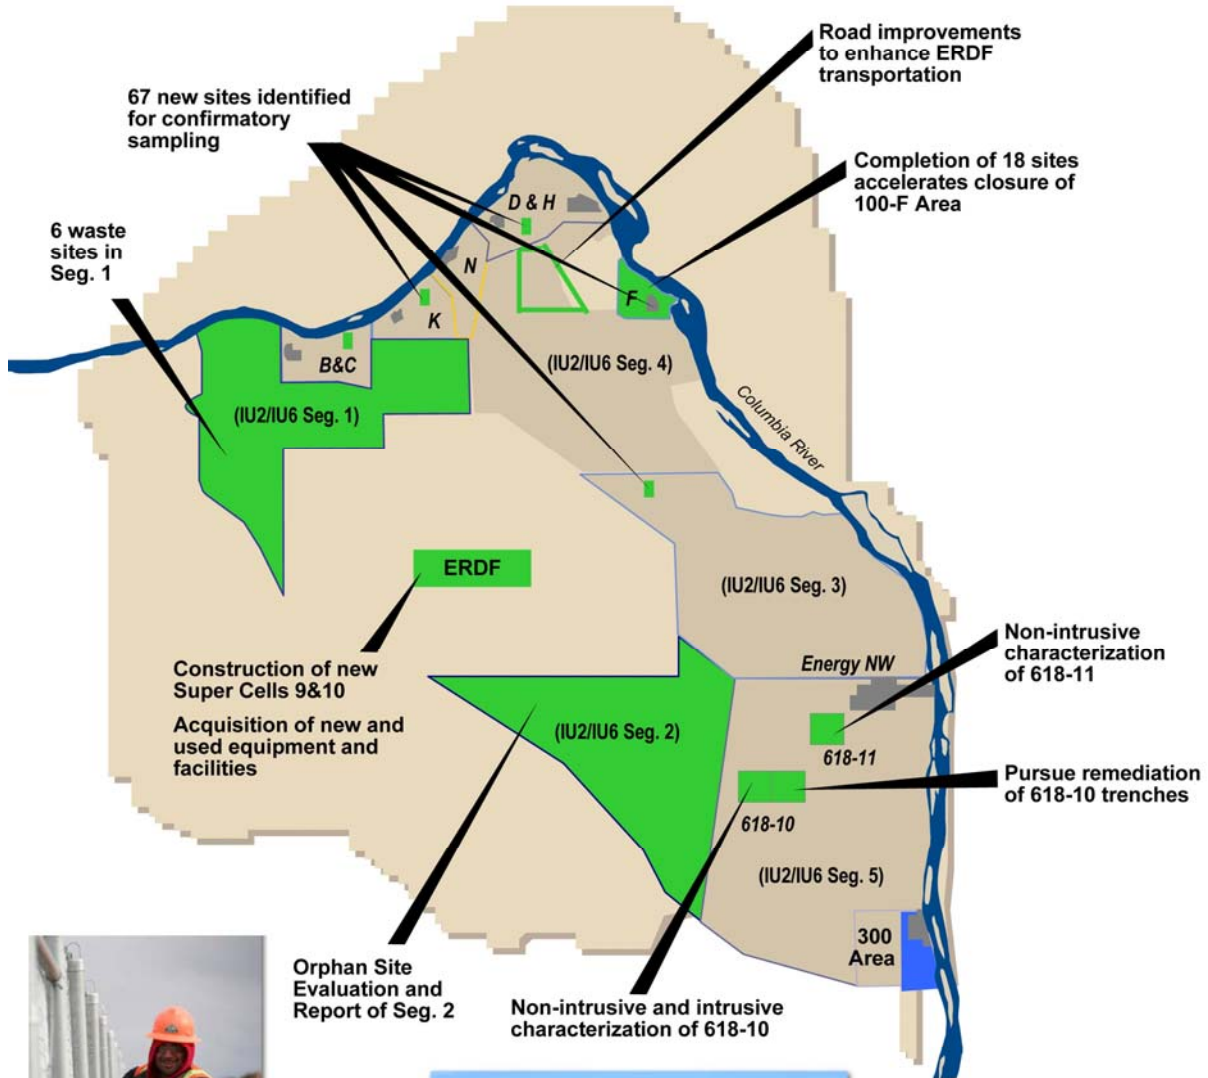 Road improvements
to enhance ERDF
transportation
67 new sites identified
for confirmatory
sampling
Completion of 18 sites
accelerates closure of
100-F Area
6 waste
sites in
Seg. 1
D & H
N
F
K
B&C
(IU2/IU6 Seg. 4)
(IU2/IU6 Seg. 1)
Columbia River
ERDF
(IU2/IU6 Seg. 3)
Non-intrusive
characterization
of 618-11
Energy NW
Construction of new
Super Cells 9&10
Acquisition of new and
used equipment and
facilities
(IU2/IU6 Seg. 2)
618-11
Pursue remediation
of 618-10 trenches
618-10
(IU2/IU6 Seg. 5)
300
Area
Orphan Site
Evaluation and
Report of Seg. 2
Non-intrusive and intrusive
characterization of 618-10